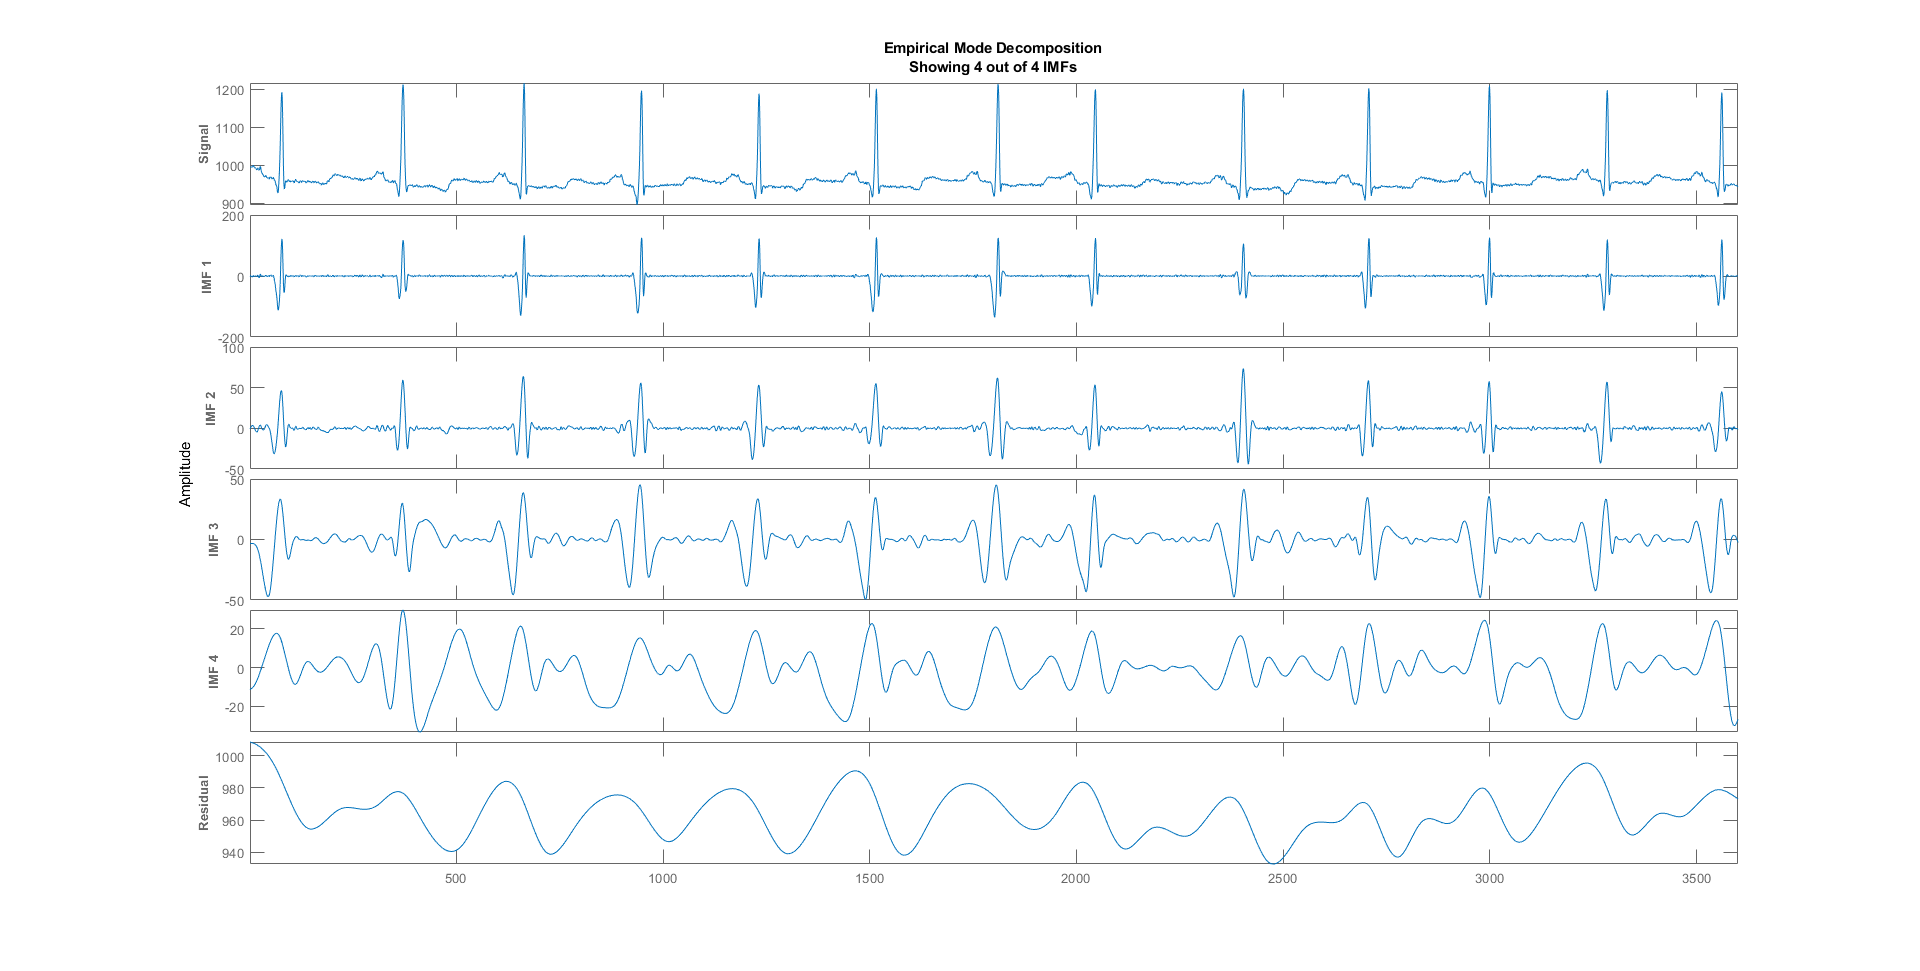 Empirical Mode Decomposition
Showing 4 out of 4 IMFs
Amplitude
Signal
1200
1100
1000
900
IMF 1
200
0
-200
IMF 2
100
50
0
-50
IMF 3
50
0
-50
IMF 4
20
0
-20
Residual
1000
980
960
940
500 1000 1500 2000 2500 3000 3500